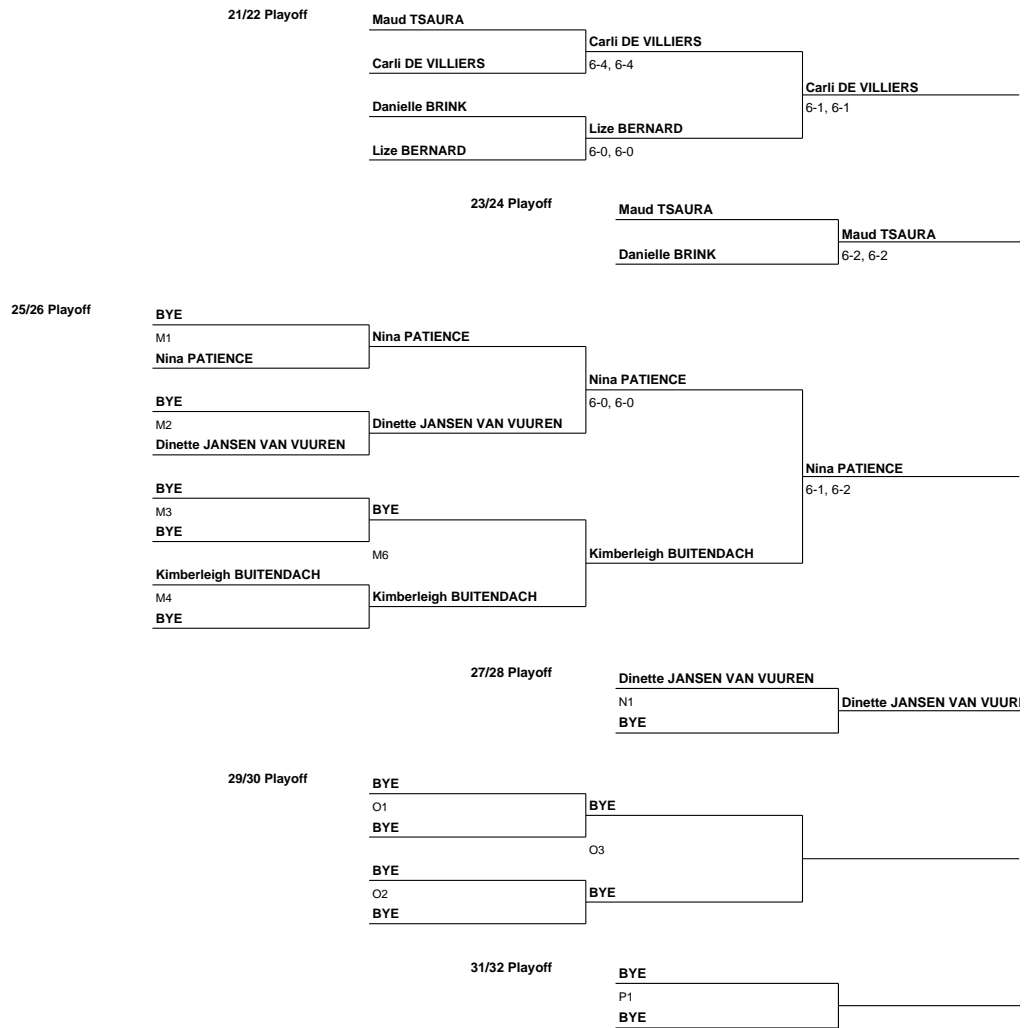 21/22 Playoff
Maud TSAURA
Carli DE VILLIERS
Carli DE VILLIERS
6-4, 6-4
Carli DE VILLIERS
6-1, 6-1
Danielle BRINK
Lize BERNARD
Lize BERNARD
6-0, 6-0
23/24 Playoff
Maud TSAURA
Maud TSAURA
Danielle BRINK
6-2, 6-2
25/26 Playoff
BYE
M1
Nina PATIENCE
Nina PATIENCE
Nina PATIENCE
6-0, 6-0
BYE
M2
Dinette JANSEN VAN VUUREN
Dinette JANSEN VAN VUUREN
Nina PATIENCE
6-1, 6-2
BYE
M3
BYE
BYE
M6
Kimberleigh BUITENDACH
Kimberleigh BUITENDACH
M4
Kimberleigh BUITENDACH
BYE
27/28 Playoff
Dinette JANSEN VAN VUUREN
N1
Dinette JANSEN VAN VUUR
BYE
29/30 Playoff
BYE
O1
BYE
BYE
O3
BYE
O2
BYE
BYE
31/32 Playoff
BYE
P1
BYE